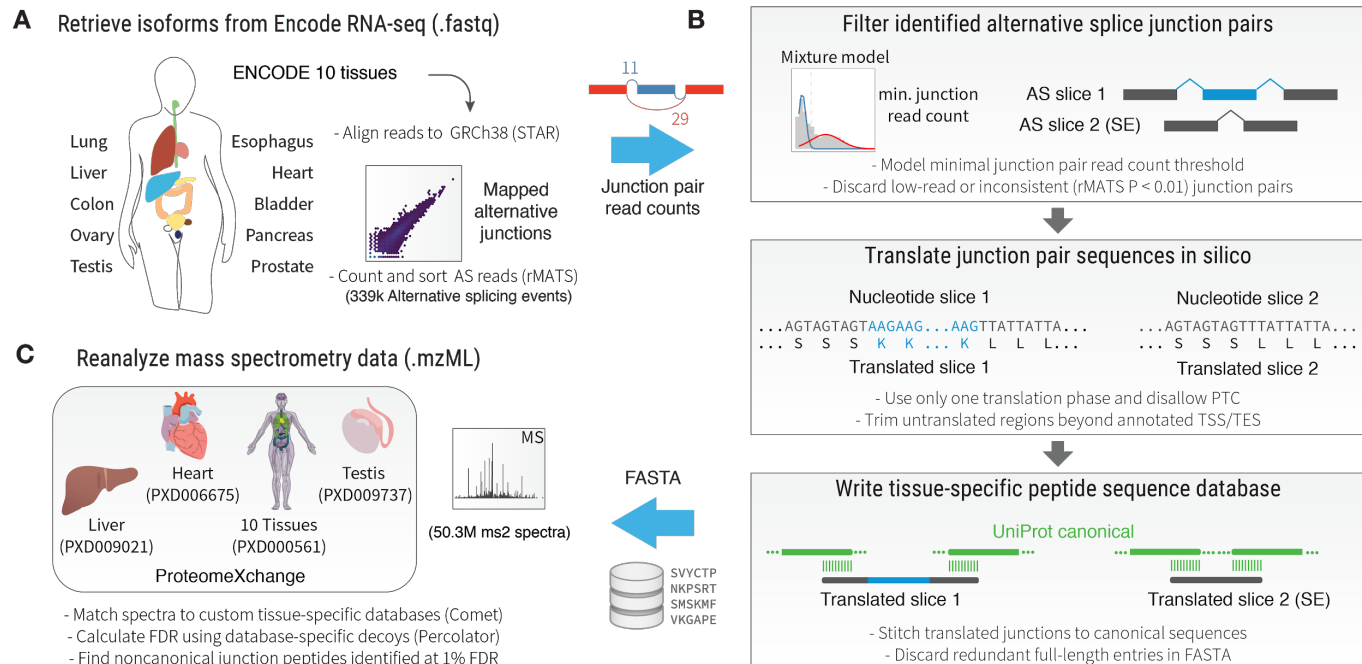 A
Retrieve isoforms from Encode RNA-seq (.fastq)
ENCODE 10 tissues
Lung
Liver
Colon
Ovary
Testis
Esophagus
Heart
Bladder
Pancreas
Prostate
- Align reads to GRCh38 (STAR)
Mapped
alternative
junctions
- Count and sort AS reads (rMATS)
(339k Alternative splicing events)
11
29
Junction pair
read counts
B
Filter identified alternative splice junction pairs
Mixture model
min. junction
read count
AS slice 1
AS slice 2 (SE)
- Model minimal junction pair read count threshold
- Discard low-read or inconsistent (rMATS P < 0.01) junction pairs
Translate junction pair sequences in silico
Nucleotide slice 1
...AGTAGTAGTAAGAAG...AAGTTATTATTA...
... S S S K K ... K L L L...
Translated slice 1
Nucleotide slice 2
...AGTAGTAGTTTATTATTA...
... S S S L L L ...
Translated slice 2
- Use only one translation phase and disallow PTC
- Trim untranslated regions beyond annotated TSS/TES
Write tissue-specific peptide sequence database
UniProt canonical
Translated slice 1
Translated slice 2 (SE)
- Stitch translated junctions to canonical sequences
- Discard redundant full-length entries in FASTA
FASTA
SVYCTP
NKPSRT
SMSKMF
VKGAPE
C
Reanalyze mass spectrometry data (.mzML)
Heart
(PXD006675)
Testis
(PXD009737)
Liver
(PXD009021)
10 Tissues
(PXD000561)
ProteomeXchange
MS
(50.3M ms2 spectra)
- Match spectra to custom tissue-specific databases (Comet)
- Calculate FDR using database-specific decoys (Percolator)
- Find noncanonical junction peptides identified at 1% FDR